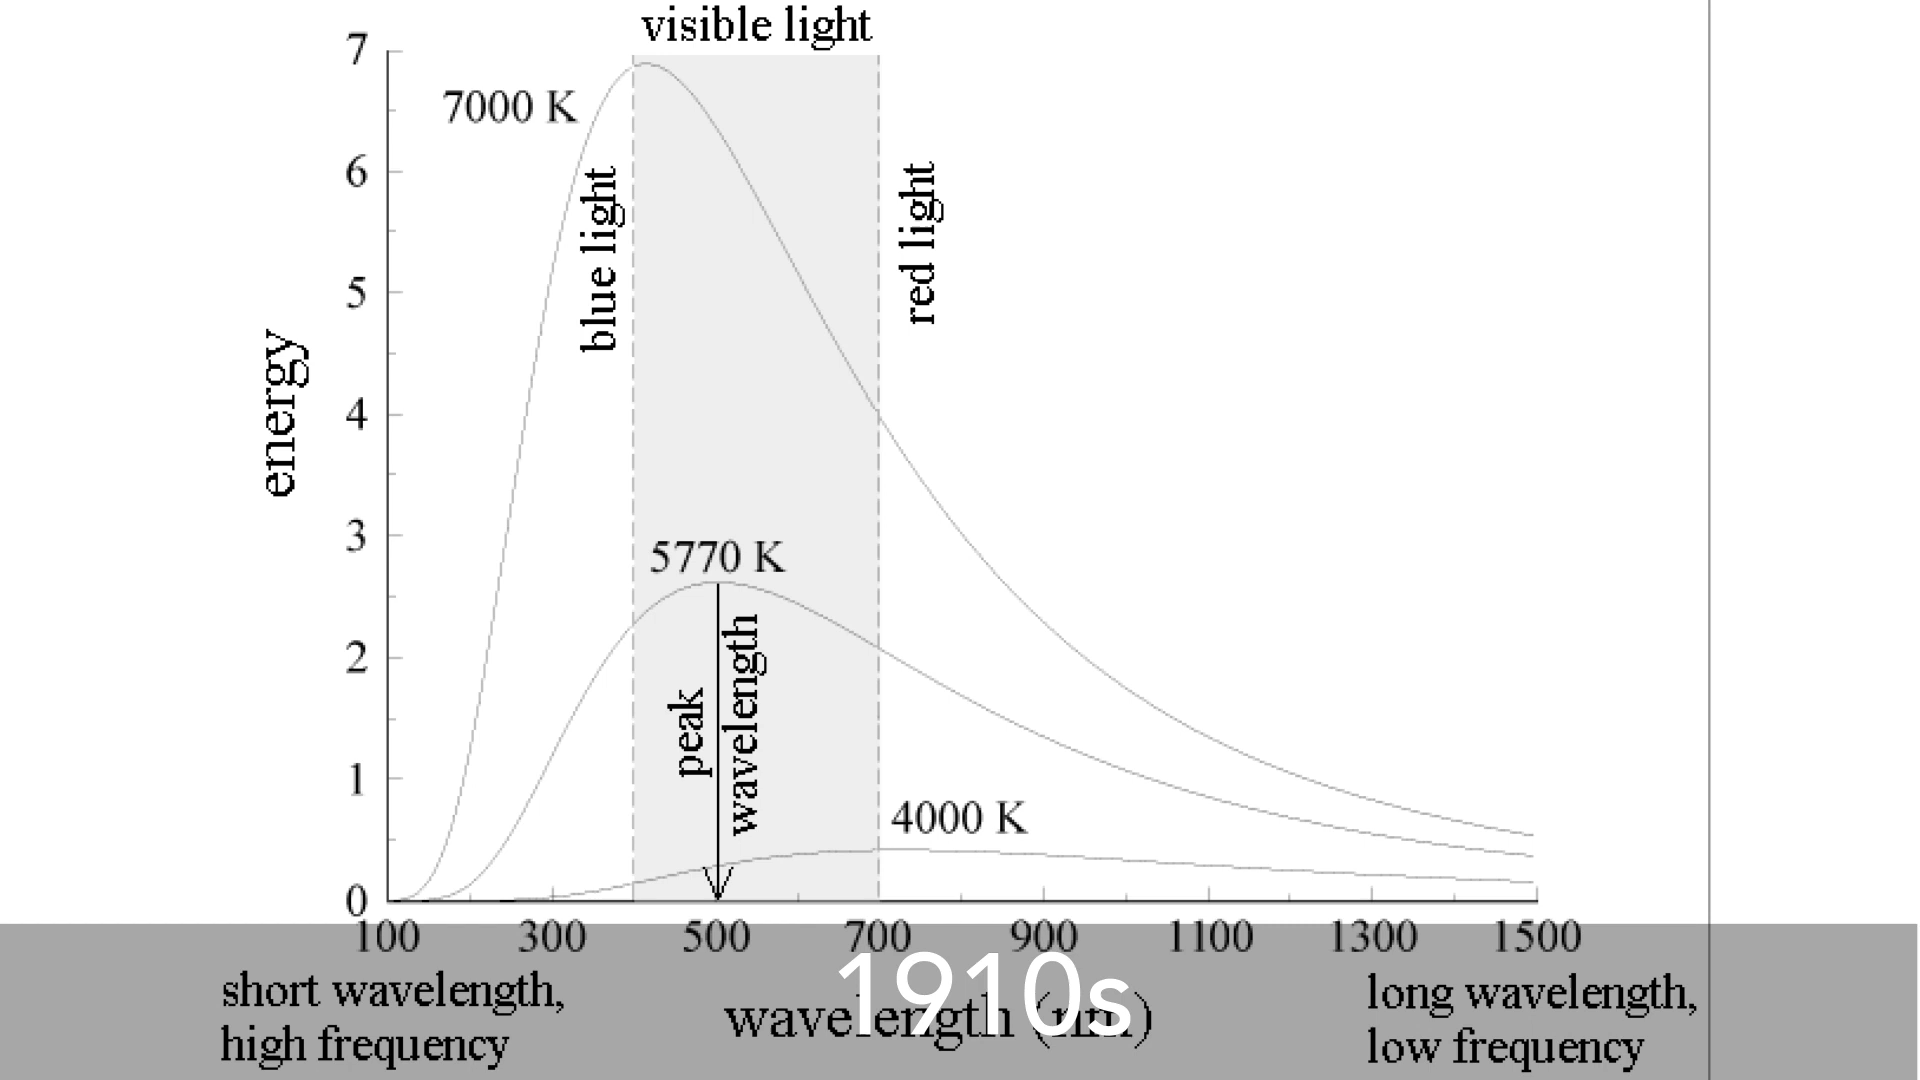 visible light
7
7000 K
6
blue light
red light
5
energy
4
3
5770 K
2
peak
wavelength
1
4000 K
0
100 300 500 700 900 1100 1300 1500
1910s
short wavelength,
high frequency
wavelength (nm)
long wavelength,
low frequency